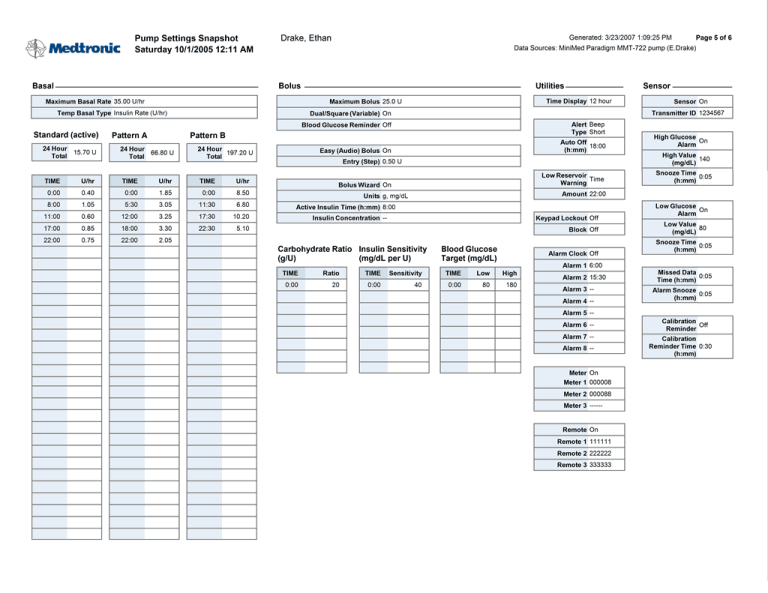 Medtronic
Pump Settings Snapshot
Saturday 10/1/2005 12:11 AM
Drake, Ethan
Generated: 3/23/2007 1:09:25 PM Page 5 of 6
Data Sources: MiniMed Paradigm MMT-722 pump (E.Drake)
Basal
Maximum Basal Rate 35.00 U/hr
Temp Basal Type Insulin Rate (U/hr)
Standard (active) Pattern A Pattern B
24 Hour Total 15.70 U 24 Hour Total 66.80 U 24 Hour Total 197.20 U
TIME U/hr TIME U/hr TIME U/hr
0:00 0.40 0:00 1.85 0:00 8.50
8:00 1.05 5:30 3.05 11:30 6.80
11:00 0.60 12:00 3.25 17:30 10.20
17:00 0.85 18:00 3.30 22:30 5.10
22:00 0.75 22:00 2.05
Bolus
Maximum Bolus 25.0 U
Dual/Square (Variable) On
Blood Glucose Reminder Off
Easy (Audio) Bolus On
Entry (Step) 0.50 U
Bolus Wizard On
Units g, mg/dL
Active Insulin Time (h:mm) 8:00
Insulin Concentration --
Carbohydrate Ratio (g/U) Insulin Sensitivity (mg/dL per U) Blood Glucose Target (mg/dL)
TIME Ratio TIME Sensitivity TIME Low High
0:00 20 0:00 40 0:00 80 180
Utilities
Time Display 12 hour
Alert Type Beep Short
Auto Off (h:mm) 18:00
Low Reservoir Warning Time
Amount 22:00
Keypad Lockout Off
Block Off
Alarm Clock Off
Alarm 1 6:00
Alarm 2 15:30
Alarm 3 --
Alarm 4 --
Alarm 5 --
Alarm 6 --
Alarm 7 --
Alarm 8 --
Meter On
Meter 1 000008
Meter 2 000088
Meter 3 ------
Remote On
Remote 1 111111
Remote 2 222222
Remote 3 333333
Sensor
Sensor On
Transmitter ID 1234567
High Glucose Alarm On
High Value (mg/dL) 140
Snooze Time (h:mm) 0:05
Low Glucose Alarm On
Low Value (mg/dL) 80
Snooze Time (h:mm) 0:05
Missed Data Time (h:mm) 0:05
Alarm Snooze (h:mm) 0:05
Calibration Reminder Off
Calibration Reminder Time (h:mm) 0:30